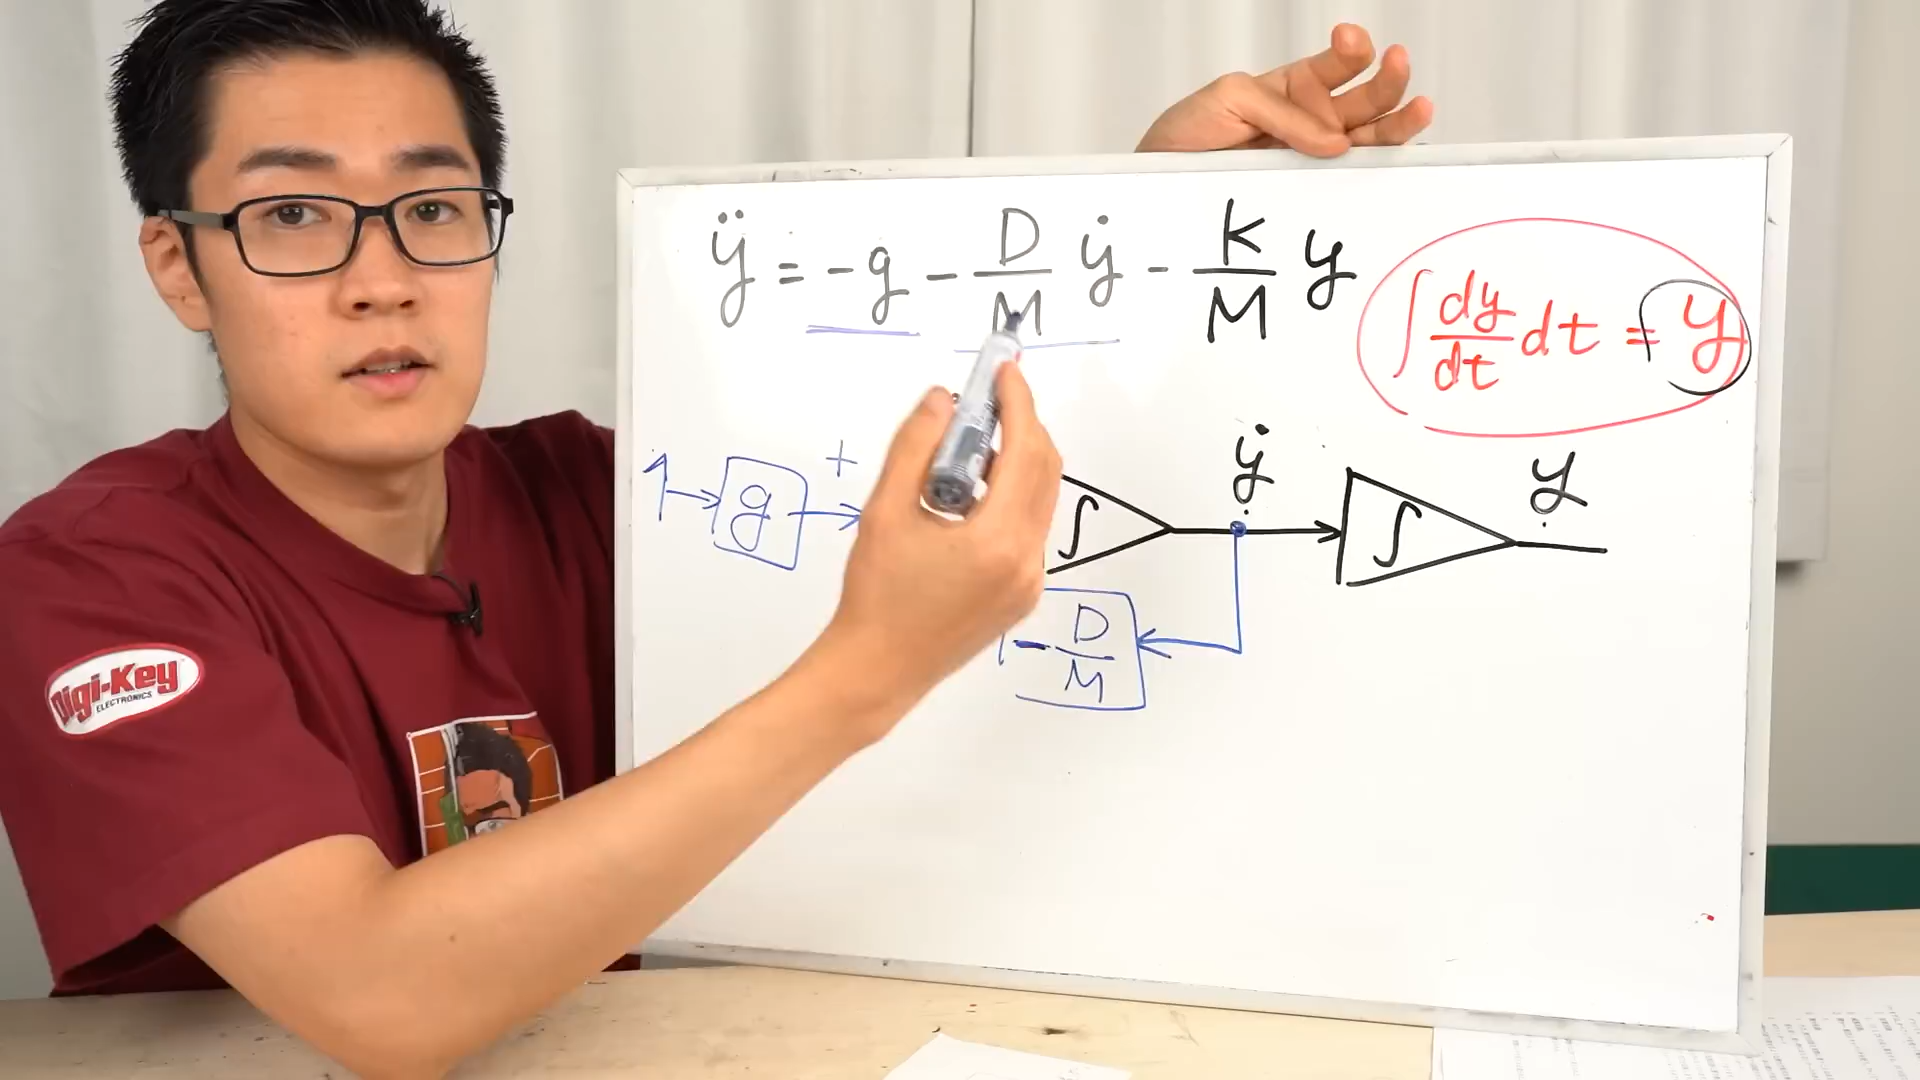 ÿ = -g - D/M ẏ - K/M y
∫ dy/dt dt = y
1 → g → +
∫ ẏ → ∫ y
- D/M
Digi-Key
ELECTRONICS